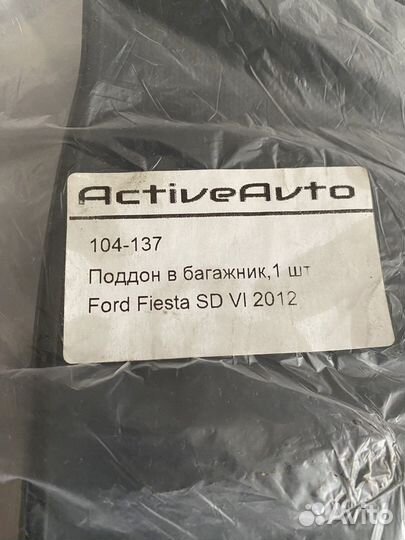 ActiveAvto
104-137
Поддон в багажник,1 шт
Ford Fiesta SD VI 2012
Avito